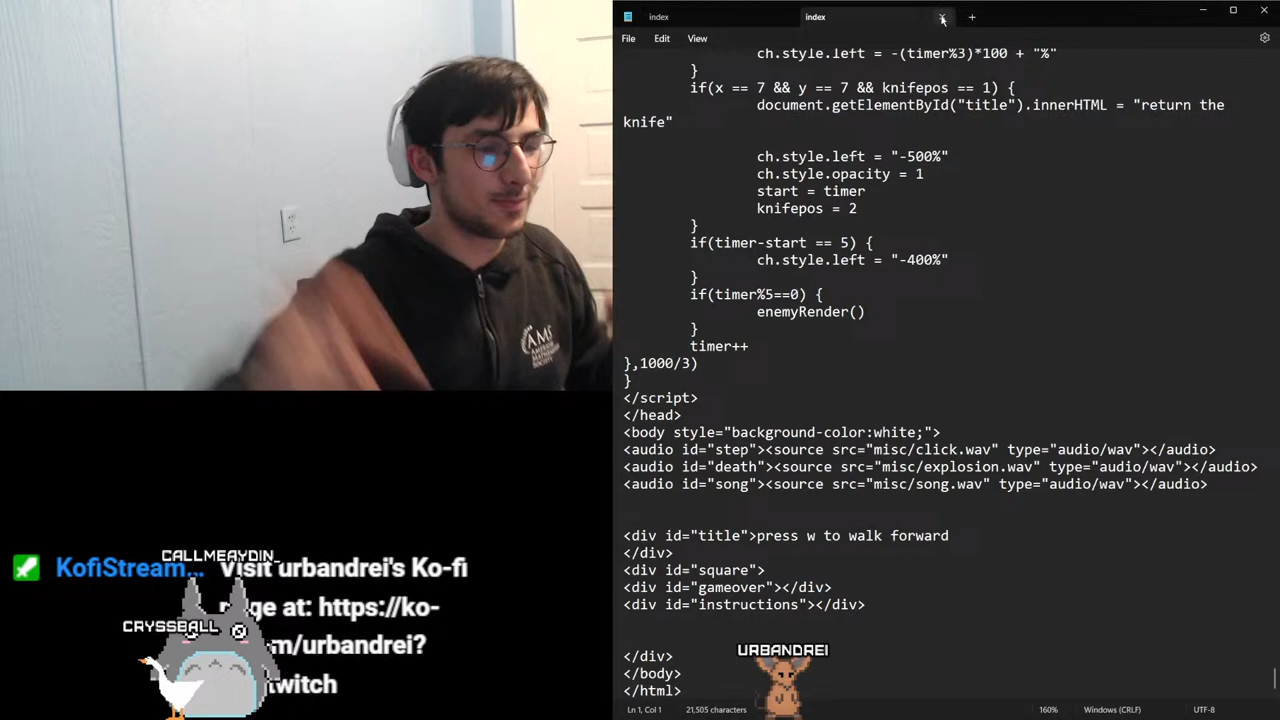 index
index
File
Edit
View
ch.style.left = -(timer%3)*100 + "%"
}
if(x == 7 && y == 7 && knifepos == 1) {
document.getElementById("title").innerHTML = "return the
knife"
ch.style.left = "-500%"
ch.style.opacity = 1
start = timer
knifepos = 2
}
if(timer-start == 5) {
ch.style.left = "-400%"
}
if(timer%5==0) {
enemyRender()
}
timer++
},1000/3)
}
</script>
</head>
<body style="background-color:white;">
<audio id="step"><source src="misc/click.wav" type="audio/wav"></audio>
<audio id="death"><source src="misc/explosion.wav" type="audio/wav"></audio>
<audio id="song"><source src="misc/song.wav" type="audio/wav"></audio>
<div id="title">press w to walk forward
</div>
<div id="square">
<div id="gameover"></div>
<div id="instructions"></div>
</div>
</body>
</html>
Ln 1, Col 1
21,505 characters
160%
Windows (CRLF)
UTF-8
AMS
AMERICAN
MATHEMATICAL
SOCIETY
CALLMEAYDIN
KofiStream… Visit urbandrei's Ko-fi
ge at: https://ko-
m/urbandrei?
twitch
CRYSSBALL
URBANDREI